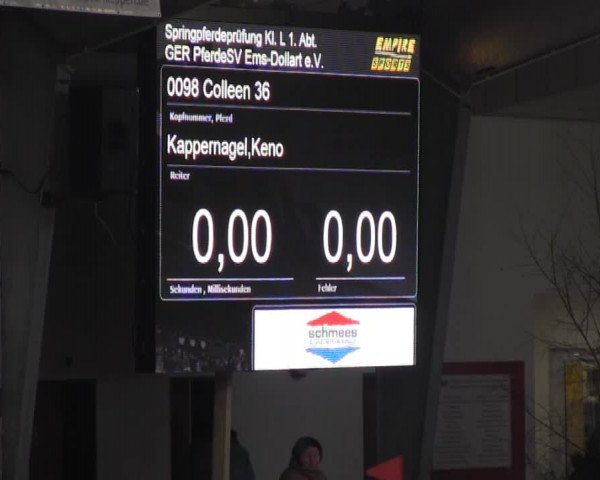 Springpferdeprüfung Kl. L 1. Abt.
GER PferdeSV Ems-Dollart e.V.
EMPIRE
SPORTS
0098 Colleen 36
Kopfnummer, Pferd
Kappernagel,Keno
Reiter
0,00 0,00
Sekunden , Millisekunden Fehler
schmees